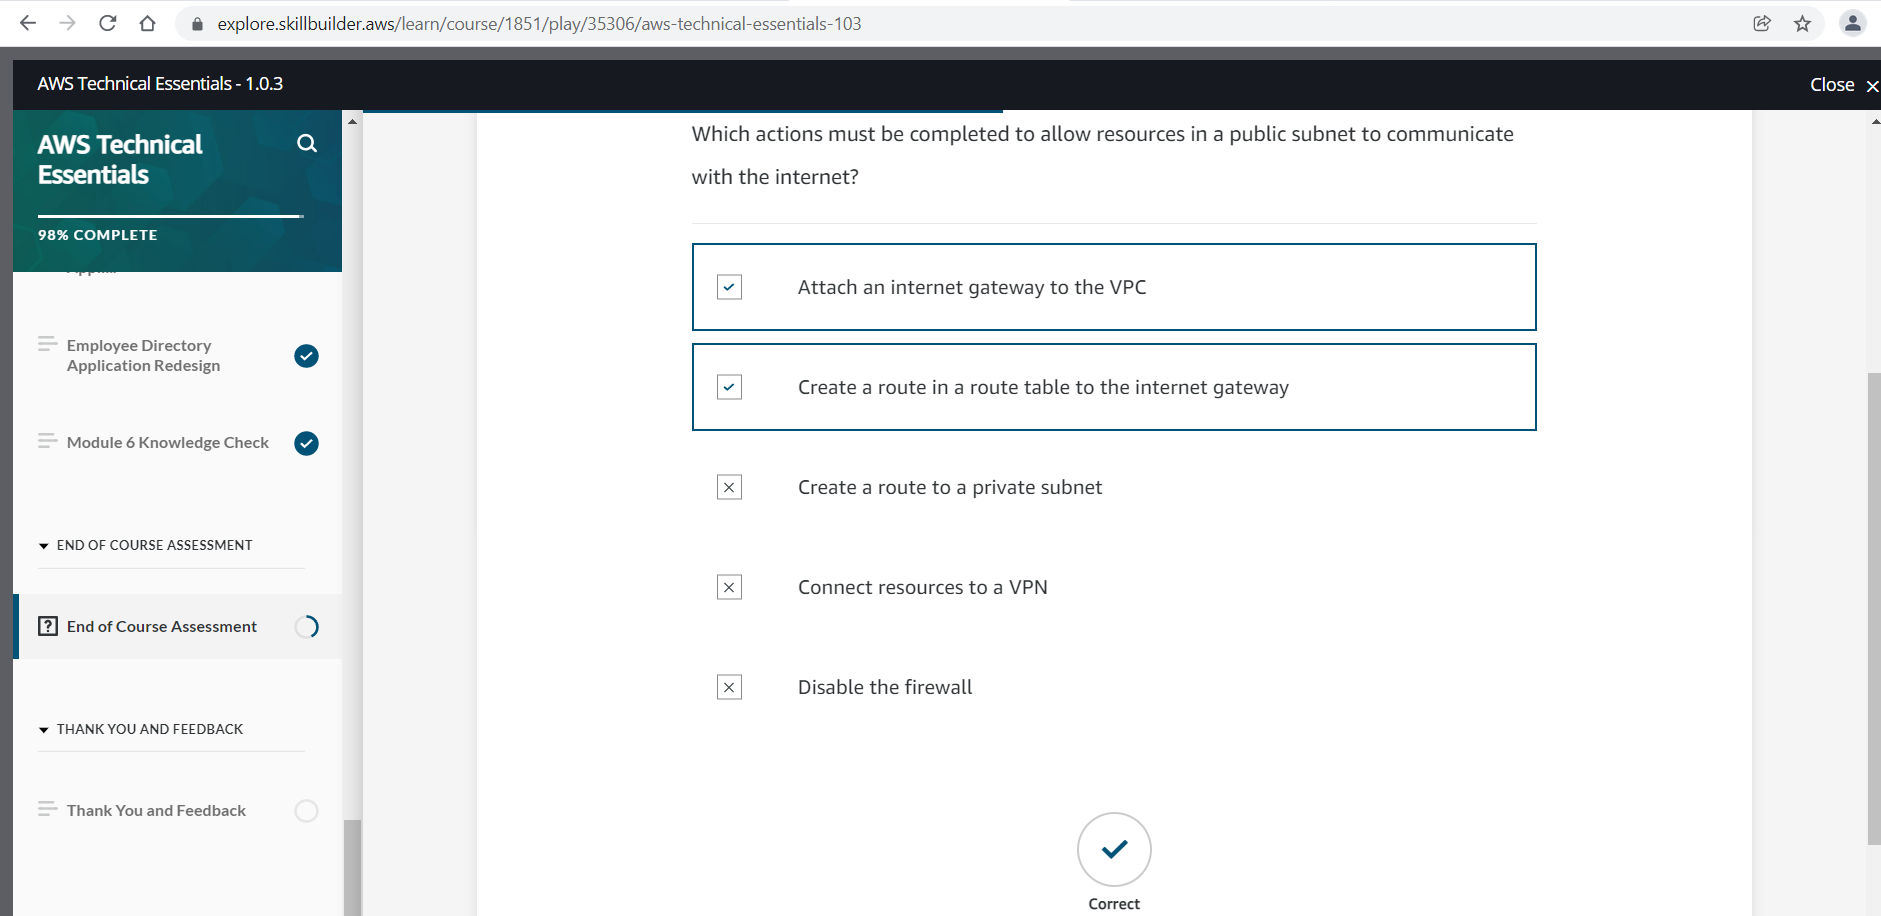 explore.skillbuilder.aws/learn/course/1851/play/35306/aws-technical-essentials-103
AWS Technical Essentials - 1.0.3
Close
AWS Technical
Essentials
98% COMPLETE
Employee Directory
Application Redesign
Module 6 Knowledge Check
END OF COURSE ASSESSMENT
End of Course Assessment
THANK YOU AND FEEDBACK
Thank You and Feedback
Which actions must be completed to allow resources in a public subnet to communicate
with the internet?
Attach an internet gateway to the VPC
Create a route in a route table to the internet gateway
Create a route to a private subnet
Connect resources to a VPN
Disable the firewall
Correct